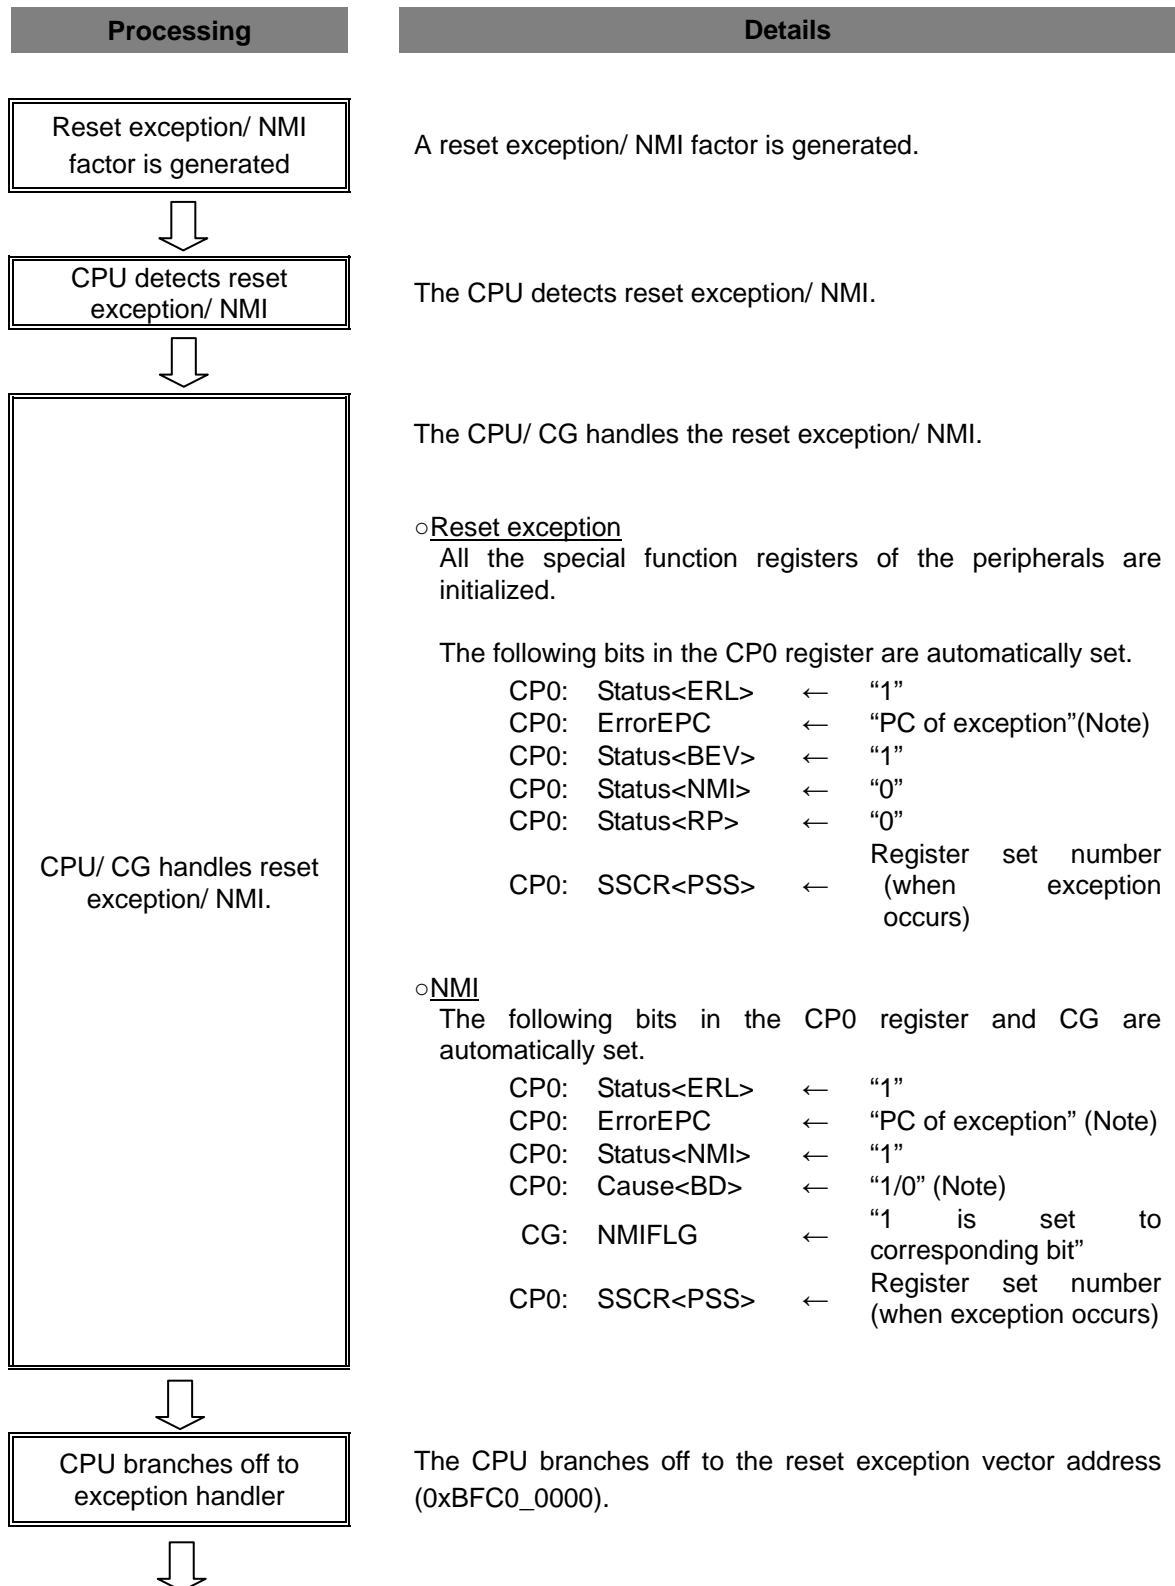 Processing
Details
Reset exception/ NMI
factor is generated
A reset exception/ NMI factor is generated.
CPU detects reset
exception/ NMI
The CPU detects reset exception/ NMI.
CPU/ CG handles reset
exception/ NMI.
The CPU/ CG handles the reset exception/ NMI.
○Reset exception
All the special function registers of the peripherals are
initialized.
The following bits in the CP0 register are automatically set.
CP0: Status<ERL> ← “1”
CP0: ErrorEPC ← “PC of exception”(Note)
CP0: Status<BEV> ← “1”
CP0: Status<NMI> ← “0”
CP0: Status<RP> ← “0”
Register set number
CP0: SSCR<PSS> ← (when exception
occurs)
○NMI
The following bits in the CP0 register and CG are
automatically set.
CP0: Status<ERL> ← “1”
CP0: ErrorEPC ← “PC of exception” (Note)
CP0: Status<NMI> ← “1”
CP0: Cause<BD> ← “1/0” (Note)
CG: NMIFLG ← “1 is set to
corresponding bit”
CP0: SSCR<PSS> ← Register set number
(when exception occurs)
CPU branches off to
exception handler
The CPU branches off to the reset exception vector address
(0xBFC0_0000).